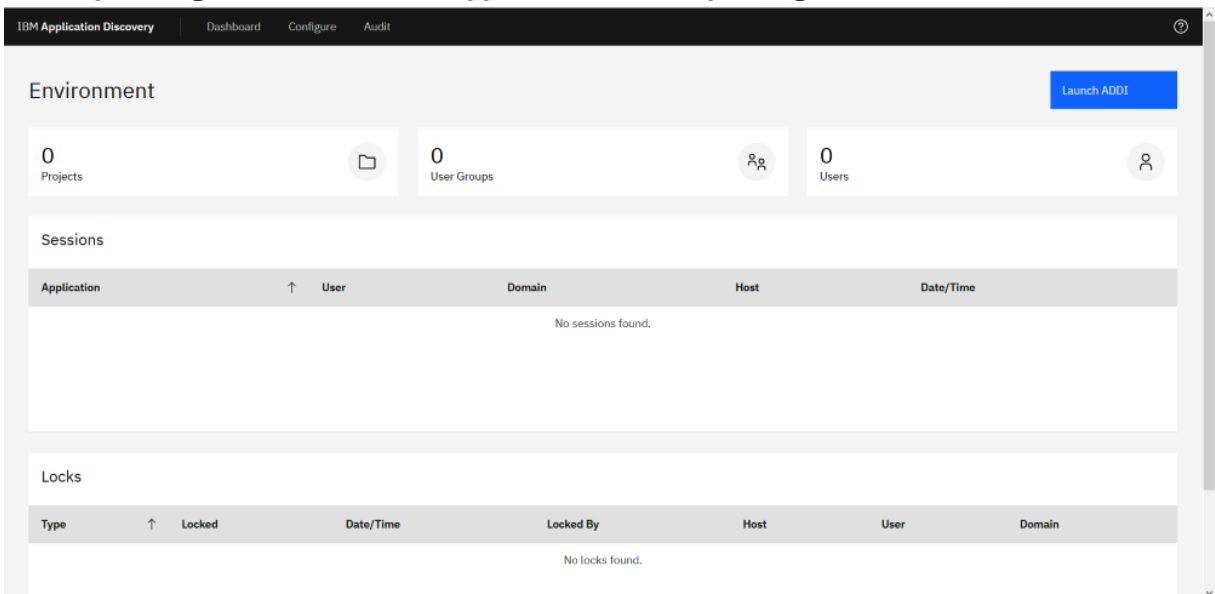 IBM Application Discovery Dashboard Configure Audit
Environment
Launch ADDI
0
Projects
0
User Groups
0
Users
Sessions
Application User Domain Host Date/Time
No sessions found.
Locks
Type Locked Date/Time Locked By Host User Domain
No locks found.